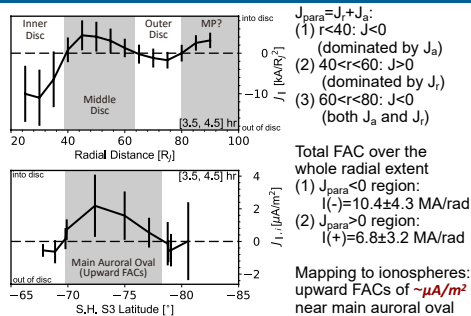 Inner
Disc
Outer
Disc
MP?
into disc
0
-10
J∥ [kA/RJ²]
Middle
Disc
[3.5, 4.5] hr
out of disc
20
40
60
80
100
Radial Distance [RJ]
into disc
[3.5, 4.5] hr
4
2
0
-2
Main Auroral Oval
(Upward FACs)
out of disc
−65
−70
−75
−80
−85
S.H. S3 Latitude [°]
Jpara=Jr+Ja:
(1) r<40: J<0
(dominated by Ja)
(2) 40<r<60: J>0
(dominated by Jr)
(3) 60<r<80: J<0
(both Ja and Jr)
Total FAC over the
whole radial extent
(1) Jpara<0 region:
I(-)=10.4±4.3 MA/rad
(2) Jpara>0 region:
I(+)=6.8±3.2 MA/rad
Mapping to ionospheres:
upward FACs of ~μA/m²
near main auroral oval